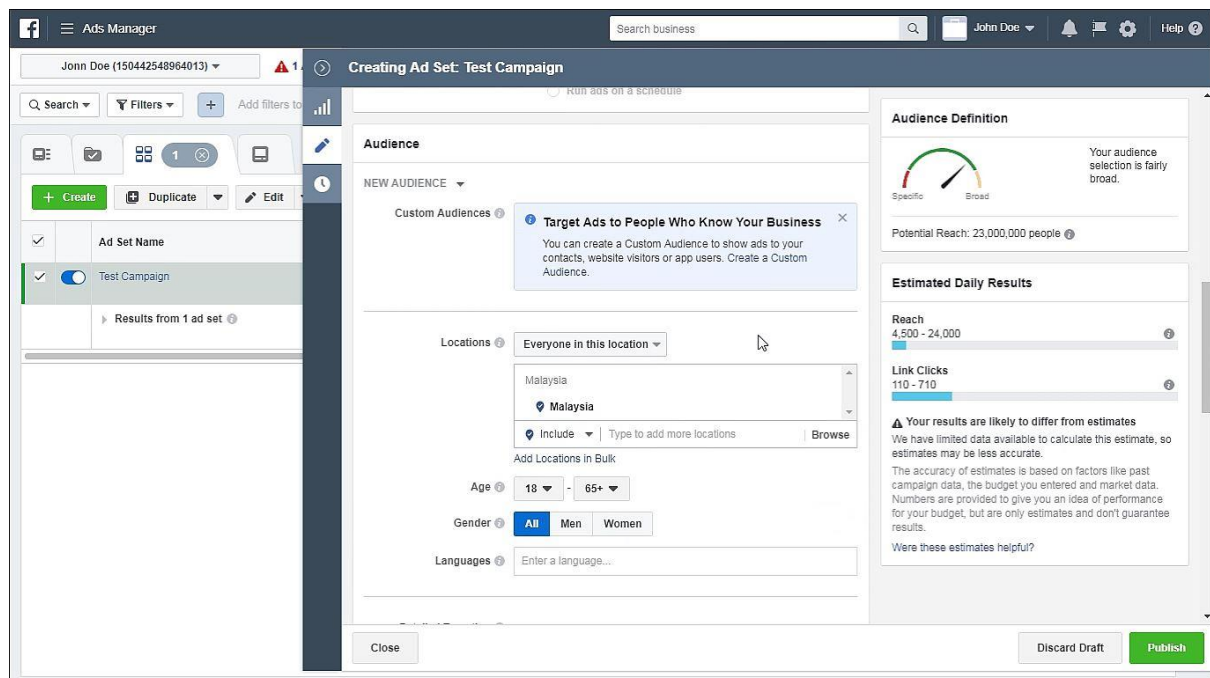 Ads Manager
Search business
John Doe
Help
Jonn Doe (150442548964013)
1
Creating Ad Set: Test Campaign
Search
Filters
Add filters to
Run ads on a schedule
1
Create
Duplicate
Edit
Ad Set Name
Test Campaign
Results from 1 ad set
Audience
NEW AUDIENCE
Custom Audiences
Target Ads to People Who Know Your Business
You can create a Custom Audience to show ads to your
contacts, website visitors or app users. Create a Custom
Audience.
Locations
Everyone in this location
Malaysia
Malaysia
Include
Type to add more locations
Browse
Add Locations in Bulk
Age
18 - 65+
Gender
All Men Women
Languages
Enter a language...
Close
Discard Draft
Publish
Audience Definition
Your audience
selection is fairly
broad.
Specific
Broad
Potential Reach: 23,000,000 people
Estimated Daily Results
Reach
4,500 - 24,000
Link Clicks
110 - 710
Your results are likely to differ from estimates
We have limited data available to calculate this estimate, so
estimates may be less accurate.
The accuracy of estimates is based on factors like past
campaign data, the budget you entered and market data.
Numbers are provided to give you an idea of performance
for your budget, but are only estimates and don't guarantee
results.
Were these estimates helpful?